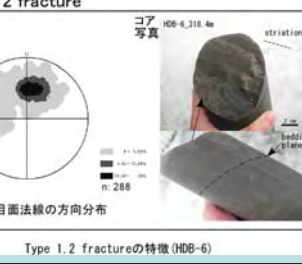 2 fracture
コア
写真
HDB-6_318.4m
striation
beddi
plane
n: 288
目面法線の方向分布
Type 1,2 fractureの特徴(HDB-6)